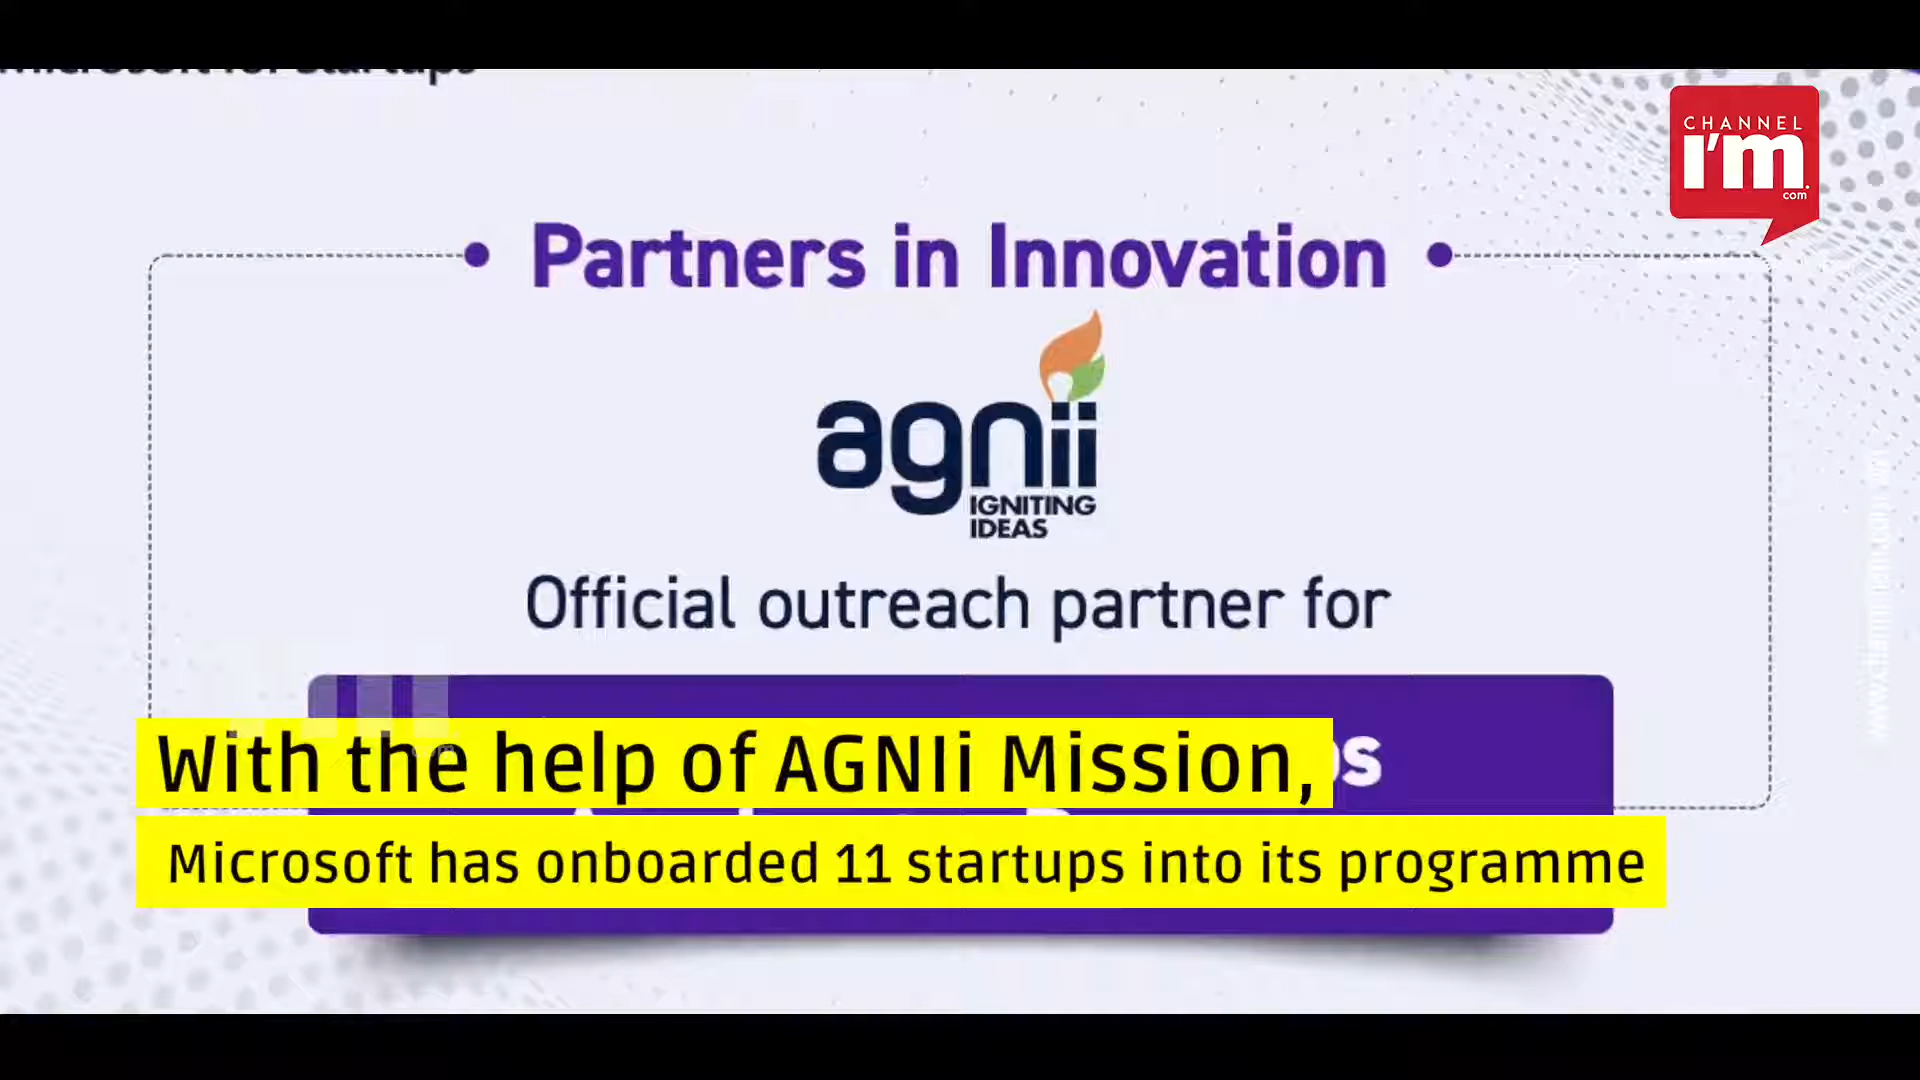 CHANNEL
I'm
.com
Partners in Innovation
agnii
IGNITING
IDEAS
Official outreach partner for
With the help of AGNIi Mission,
Microsoft has onboarded 11 startups into its programme